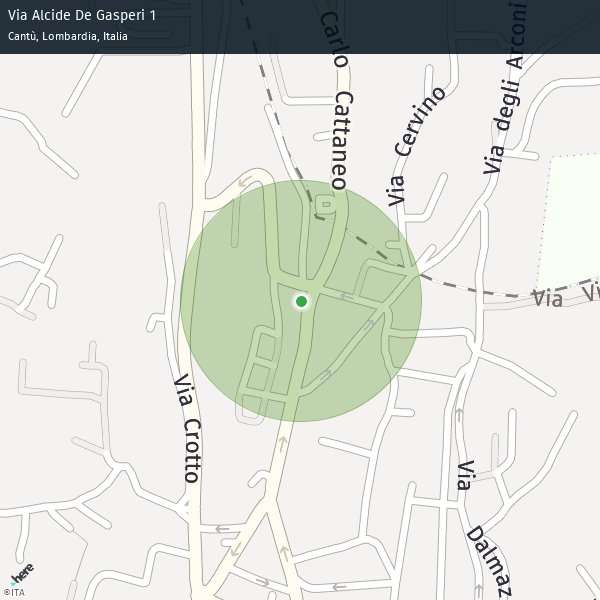 Via Alcide De Gasperi 1
Cantù, Lombardia, Italia
Carlo Cattaneo
Via degli Arconi
Via Cervino
Via Vi
Via Crotto
Via Dalmaz
here
©ITA